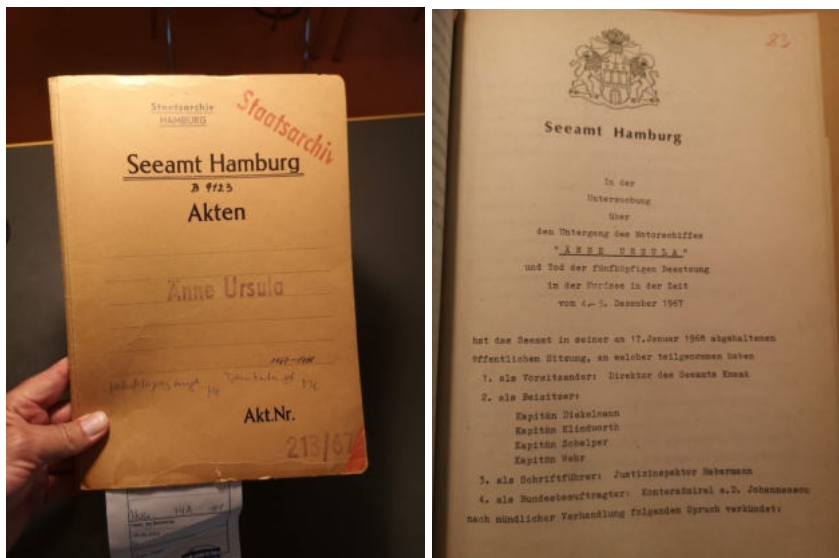 Staatsarchiv
HAMBURG
Staatsarchiv
Seeamt Hamburg
B 9123
Akten
Änne Ursula
Akt.Nr.
213/67
83
Seeamt Hamburg
In der
Untersuchung
über
den Untergang des Motorschiffes
"ÄNNE URSULA"
und Tod der fünfköpfigen Besatzung
in der Nordsee in der Zeit
vom 4.- 5. Dezember 1967
hat das Seeamt in seiner am 17.Januar 1968 abgehaltenen
öffentlichen Sitzung, an welcher teilgenommen haben
1. als Vorsitzender: Direktor des Seeamts Knaak
2. als Beisitzer:
Kapitän Diekelmann
Kapitän Klindworth
Kapitän Schelper
Kapitän Wehr
3. als Schriftführer: Justizinspektor Habermann
4. als Bundesbeauftragter: Konteradmiral a.D. Johannesson
nach mündlicher Verhandlung folgenden Spruch verkündet: